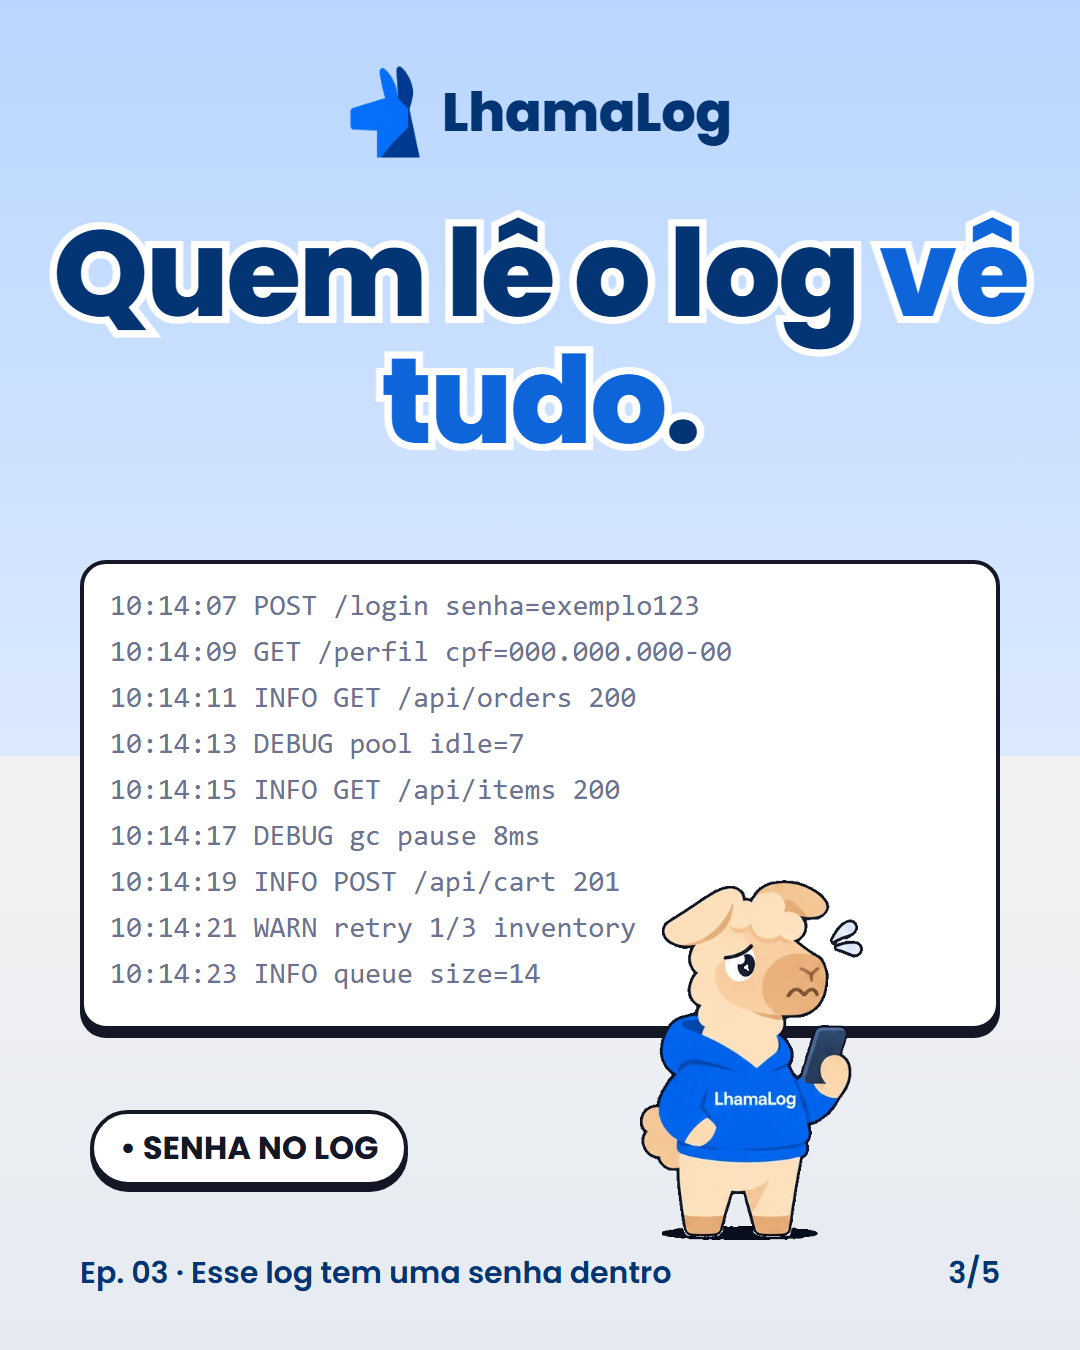 LhamaLog
Quem lê o log vê
tudo.
10:14:07 POST /login senha=exemplo123
10:14:09 GET /perfil cpf=000.000.000-00
10:14:11 INFO GET /api/orders 200
10:14:13 DEBUG pool idle=7
10:14:15 INFO GET /api/items 200
10:14:17 DEBUG gc pause 8ms
10:14:19 INFO POST /api/cart 201
10:14:21 WARN retry 1/3 inventory
10:14:23 INFO queue size=14
LhamaLog
• SENHA NO LOG
Ep. 03 · Esse log tem uma senha dentro
3/5